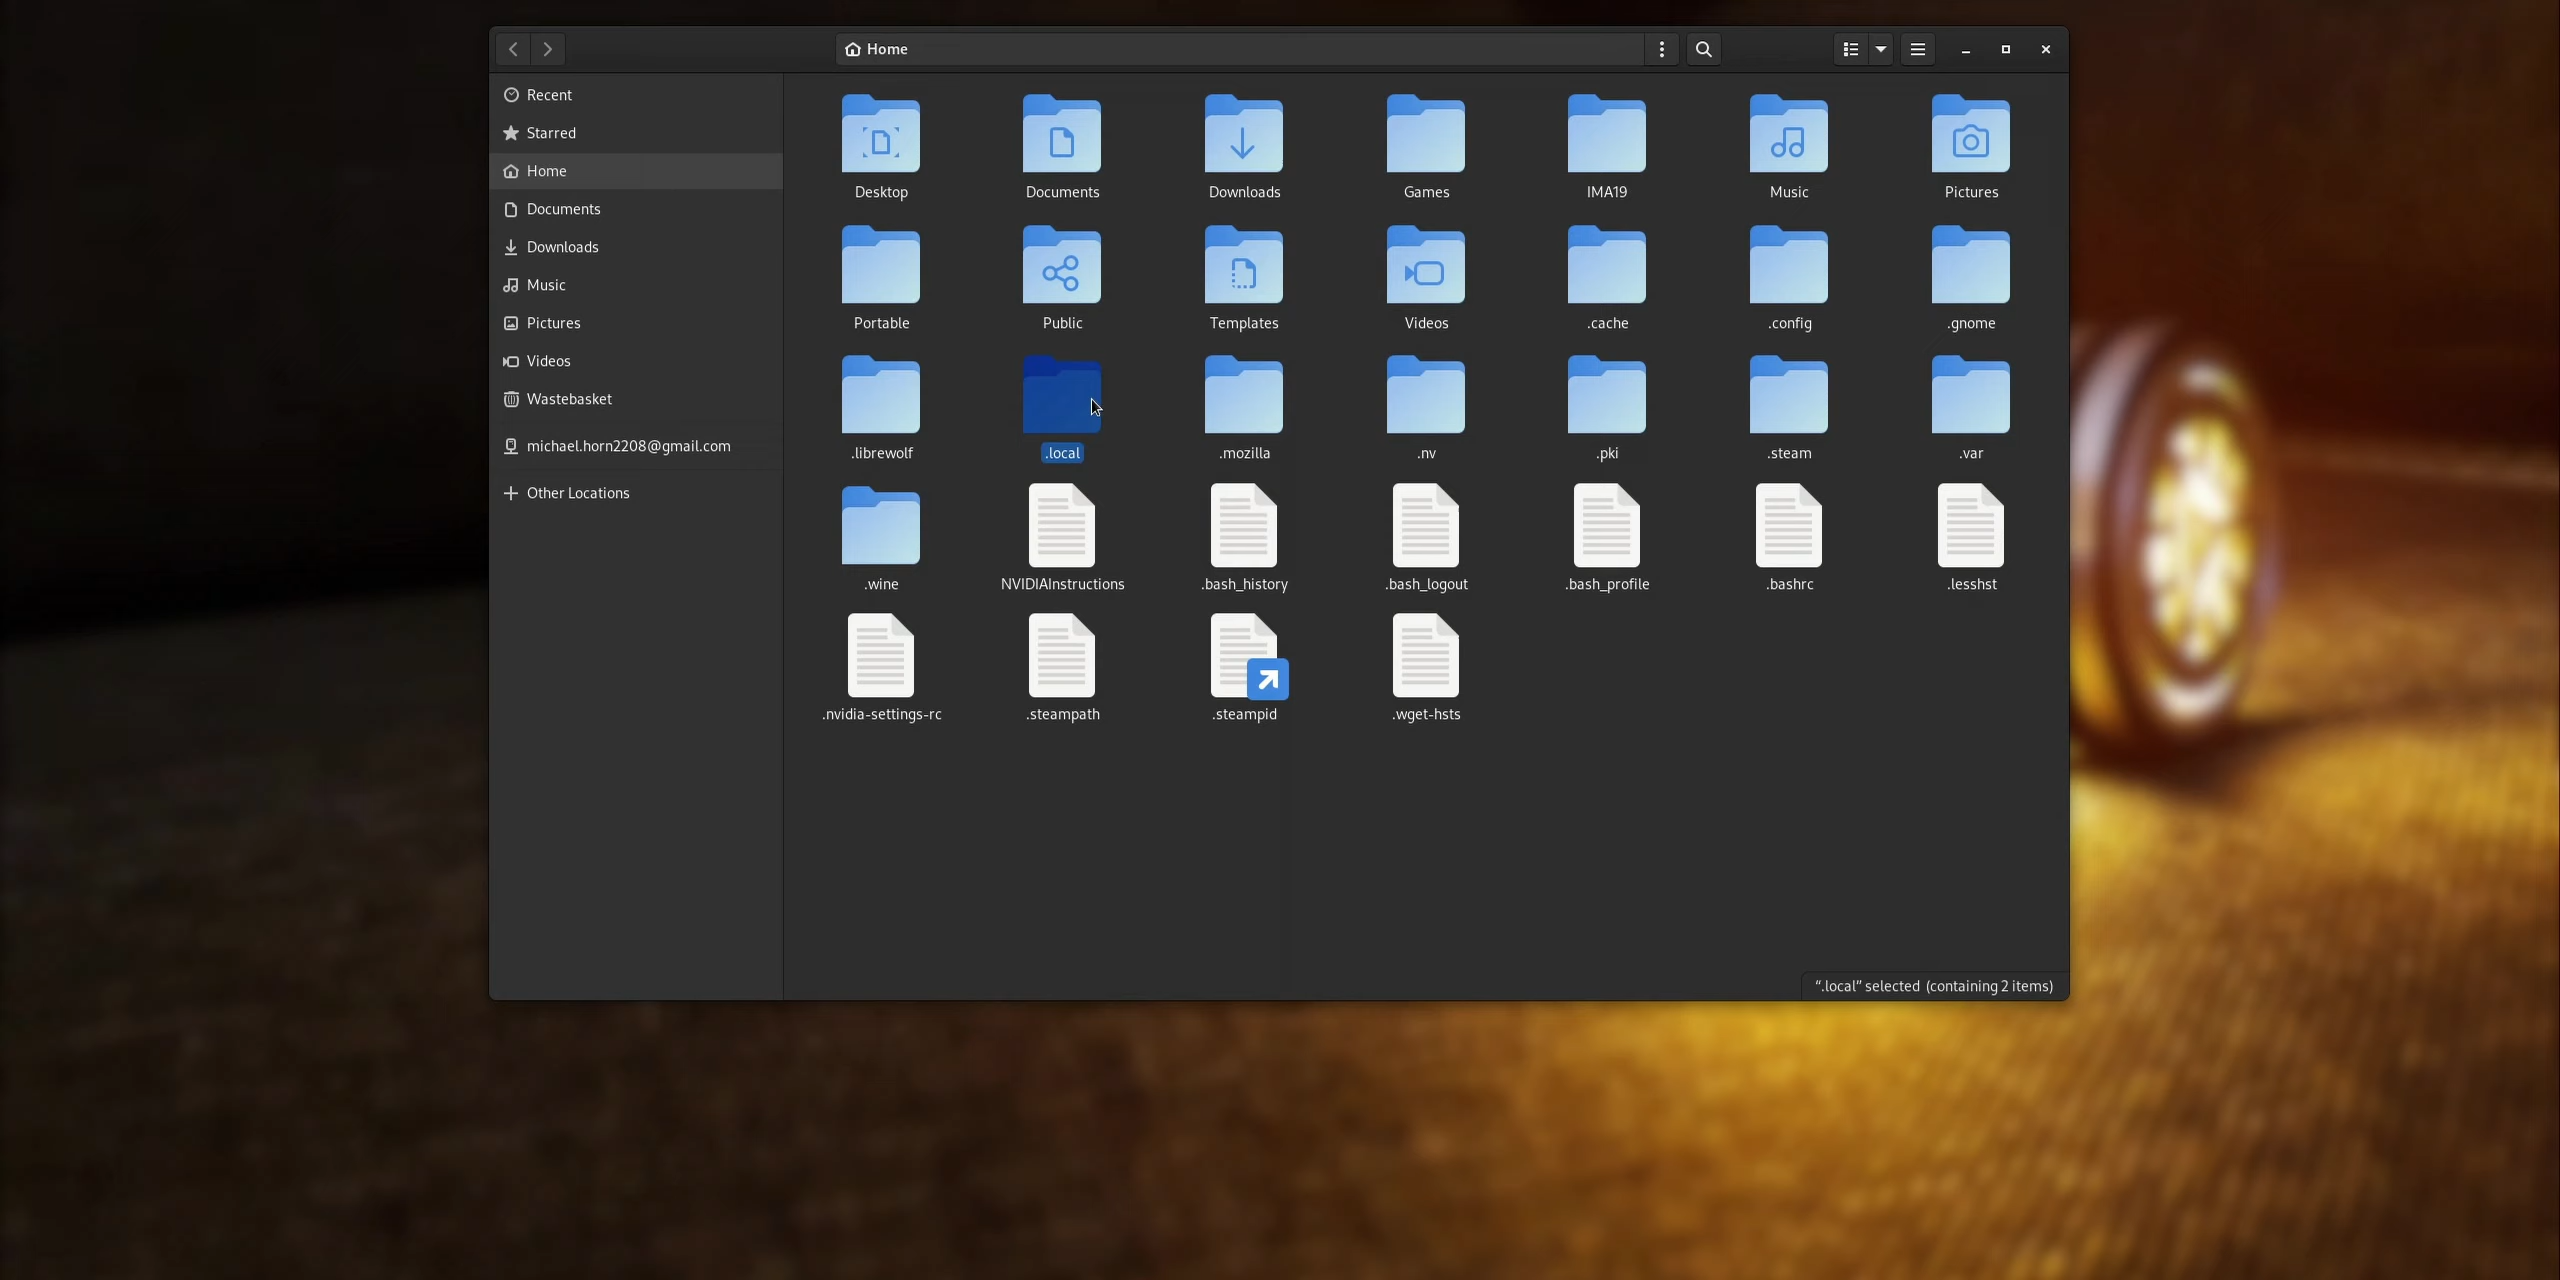 Home
Recent
Starred
Home
Documents
Downloads
Music
Pictures
Videos
Wastebasket
michael.horn2208@gmail.com
Other Locations
Desktop Documents Downloads Games IMA19 Music Pictures
Portable Public Templates Videos .cache .config .gnome
.librewolf .local .mozilla .nv .pki .steam .var
.wine NVIDIAInstructions .bash_history .bash_logout .bash_profile .bashrc .lesshst
.nvidia-settings-rc .steampath .steampid .wget-hsts
“.local” selected (containing 2 items)